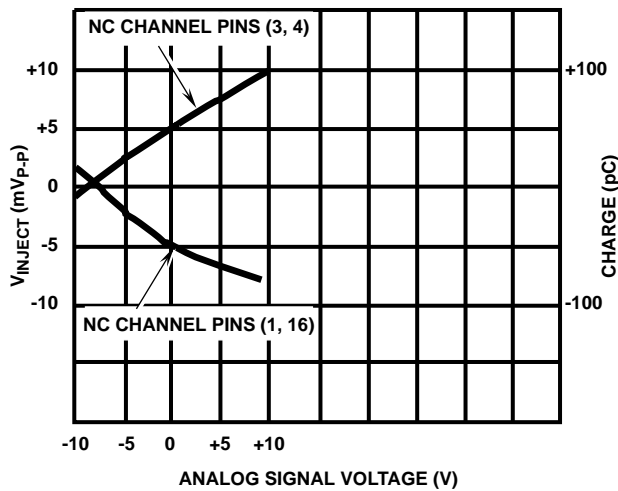 NC CHANNEL PINS (3, 4)
+10
+5
0
-5
-10
VINJECT (mVP-P)
+100
-100
CHARGE (pC)
NC CHANNEL PINS (1, 16)
-10 -5 0 +5 +10
ANALOG SIGNAL VOLTAGE (V)